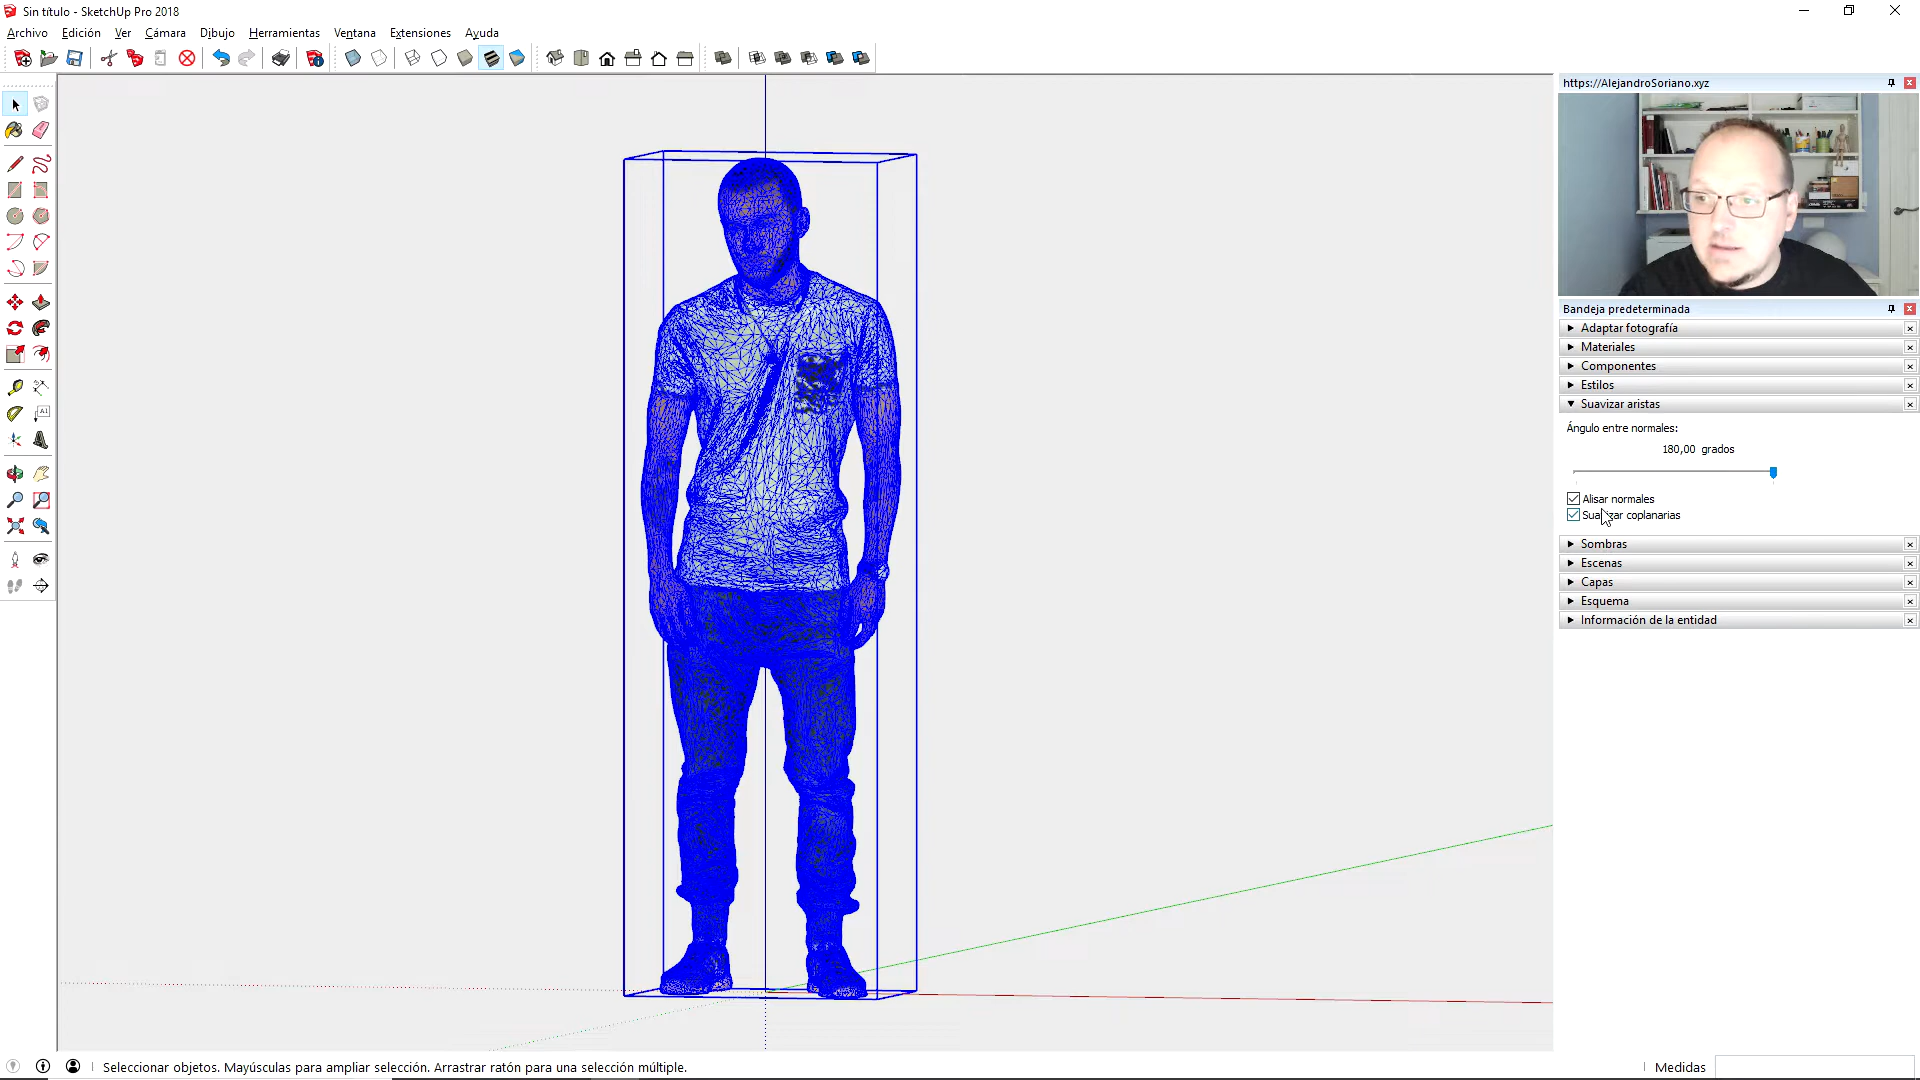 Sin título - SketchUp Pro 2018
Archivo Edición Ver Cámara Dibujo Herramientas Ventana Extensiones Ayuda
https://AlejandroSoriano.xyz
Bandeja predeterminada
Adaptar fotografía
Materiales
Componentes
Estilos
Suavizar aristas
Ángulo entre normales:
180,00 grados
Alisar normales
Suavizar coplanarias
Sombras
Escenas
Capas
Esquema
Información de la entidad
Seleccionar objetos. Mayúsculas para ampliar selección. Arrastrar ratón para una selección múltiple.
Medidas